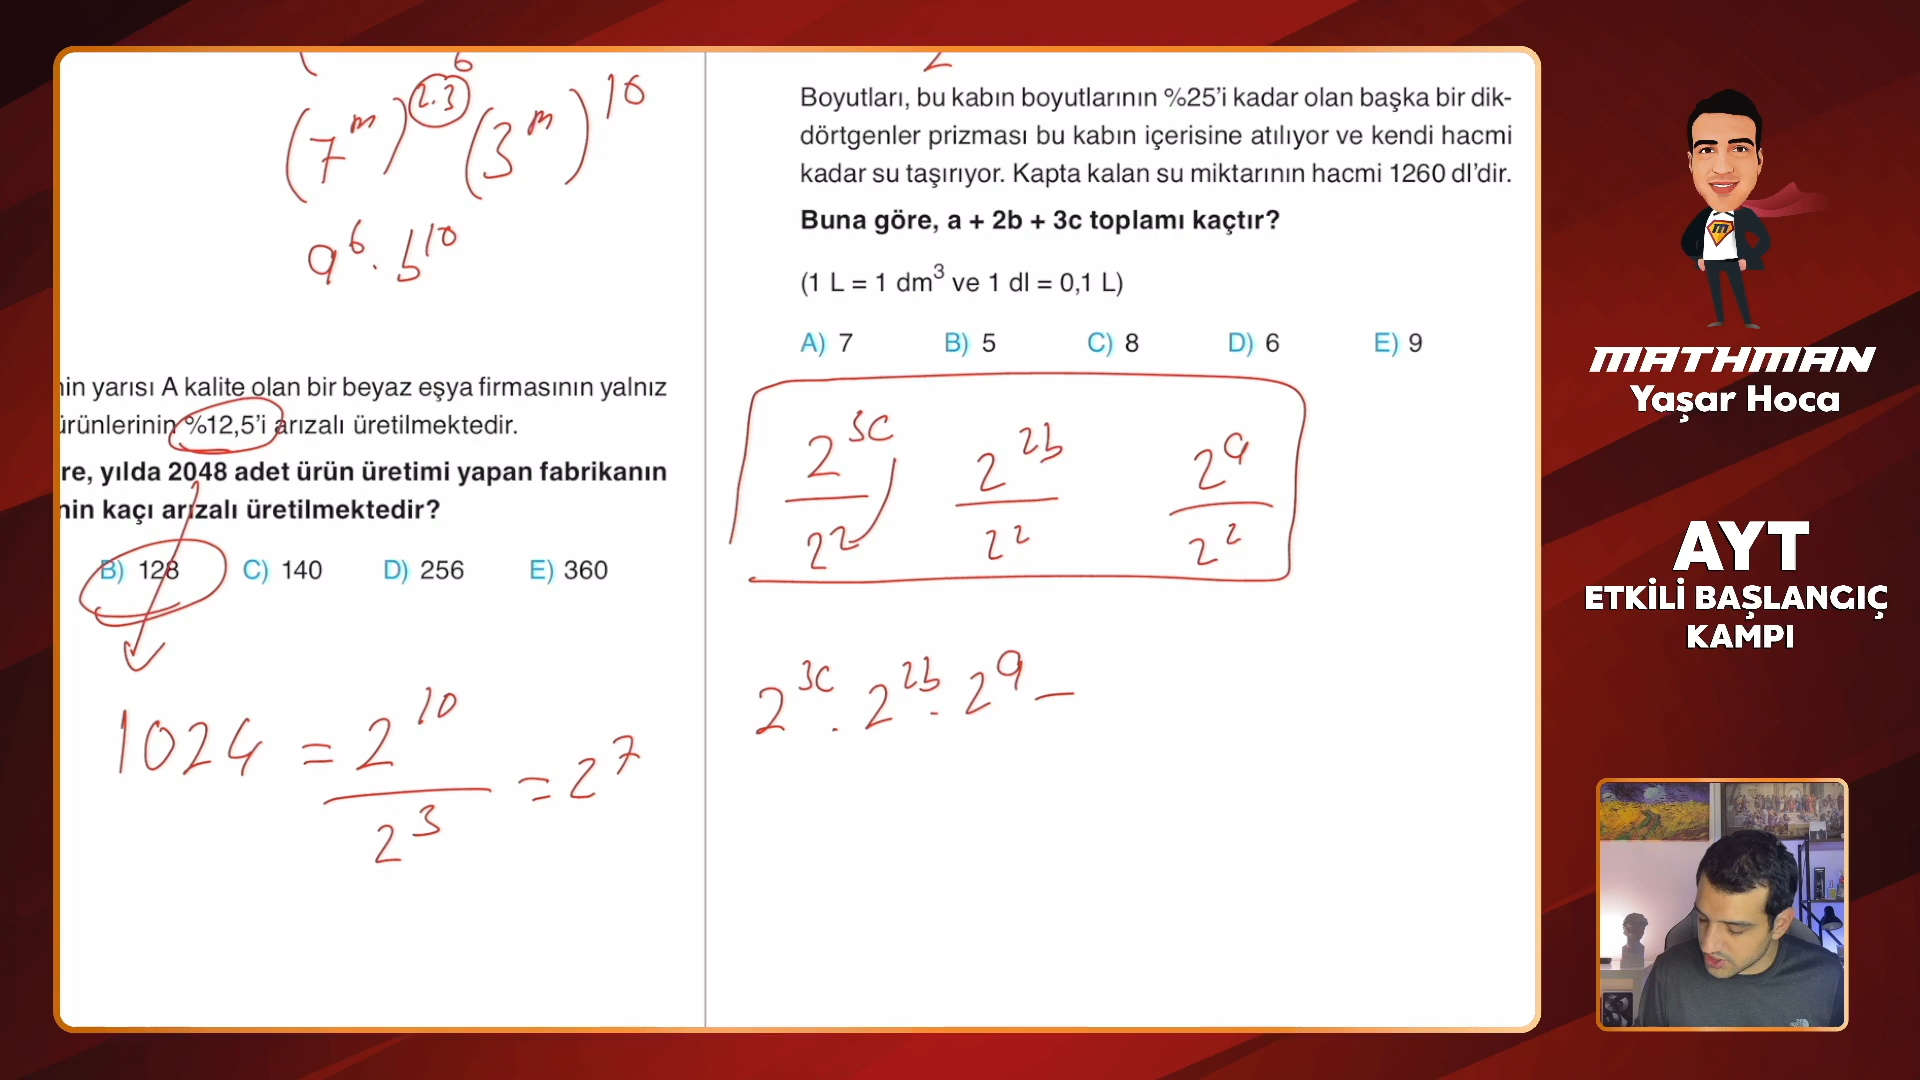 6
(7^m)^2.3 (3^m)^10
a^6 . b^10
in yarısı A kalite olan bir beyaz eşya firmasının yalnız
ürünlerinin %12,5'i arızalı üretilmektedir.
re, yılda 2048 adet ürün üretimi yapan fabrikanın
nin kaçı arızalı üretilmektedir?
B) 128 C) 140 D) 256 E) 360
1024 = 2^10 / 2^3 = 2^7
2
Boyutları, bu kabın boyutlarının %25'i kadar olan başka bir dik-
dörtgenler prizması bu kabın içerisine atılıyor ve kendi hacmi
kadar su taşırıyor. Kapta kalan su miktarının hacmi 1260 dl'dir.
Buna göre, a + 2b + 3c toplamı kaçtır?
(1 L = 1 dm³ ve 1 dl = 0,1 L)
A) 7 B) 5 C) 8 D) 6 E) 9
2^3c 2^2b 2^a
2^2 2^2 2^2
2^3c . 2^2b . 2^a –
m
MATHMAN
Yaşar Hoca
AYT
ETKİLİ BAŞLANGIÇ
KAMPI